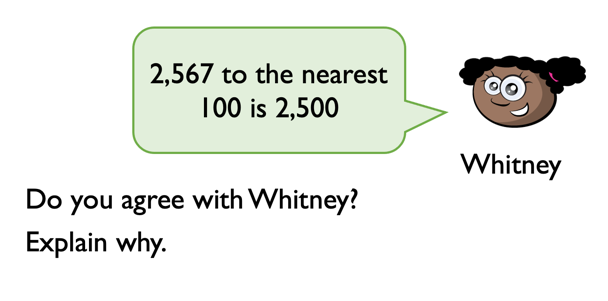 2,567 to the nearest
100 is 2,500
Whitney
Do you agree with Whitney?
Explain why.